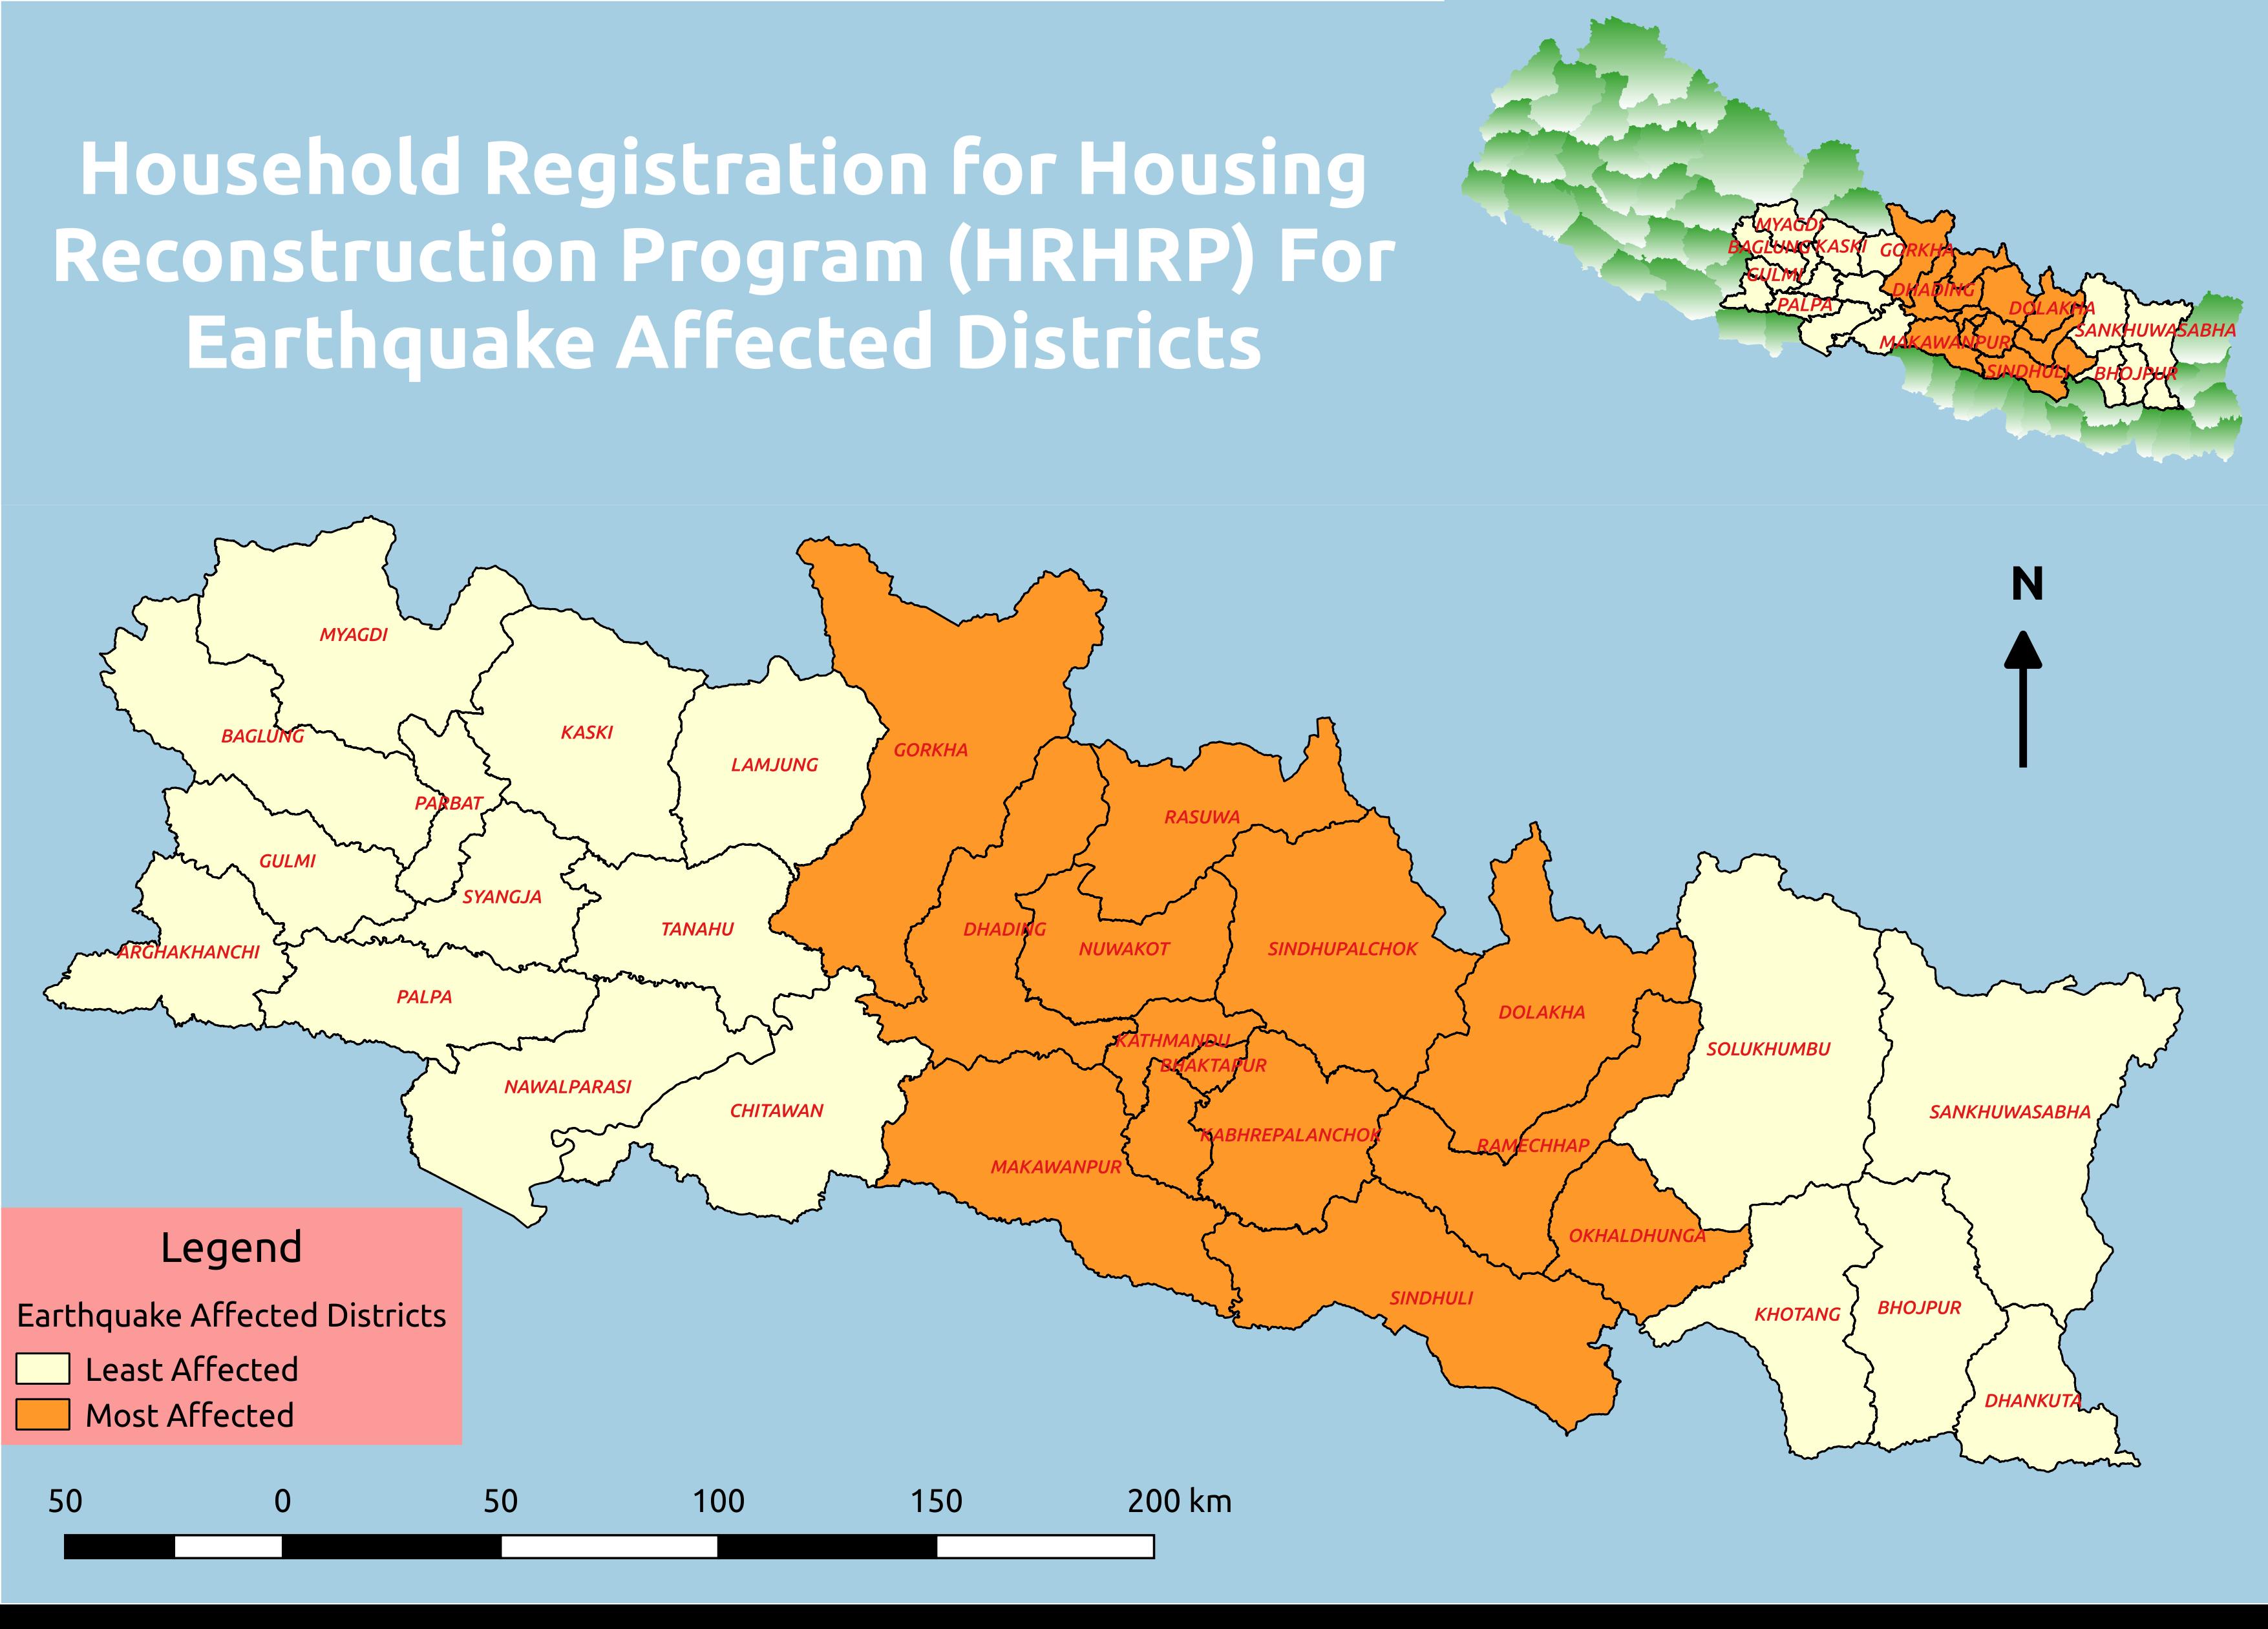 Household Registration for Housing
Reconstruction Program (HRHRP) For
Earthquake Affected Districts
MYAGDI
BAGLUNG
KASKI
GORKHA
GULMI
DHADING
PALPA
DOLAKHA
SANKHUWASABHA
MAKAWANPUR
SINDHULI
BHOJPUR
N
MYAGDI
BAGLUNG
KASKI
GORKHA
LAMJUNG
PARBAT
RASUWA
GULMI
SYANGJA
TANAHU
DHADING
NUWAKOT
SINDHUPALCHOK
ARGHAKHANCHI
PALPA
DOLAKHA
KATHMANDU
SOLUKHUMBU
BHAKTAPUR
NAWALPARASI
CHITAWAN
SANKHUWASABHA
KABHREPALANCHOK
RAMECHHAP
MAKAWANPUR
OKHALDHUNGA
SINDHULI
KHOTANG
BHOJPUR
DHANKUTA
Legend
Earthquake Affected Districts
Least Affected
Most Affected
50 0 50 100 150 200 km